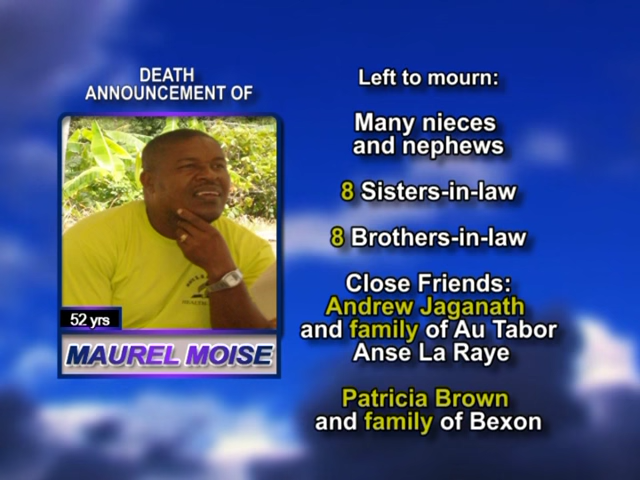 DEATH
ANNOUNCEMENT OF
52 yrs
MAUREL MOISE
Left to mourn:
Many nieces
and nephews
8 Sisters-in-law
8 Brothers-in-law
Close Friends:
Andrew Jaganath
and family of Au Tabor
Anse La Raye
Patricia Brown
and family of Bexon